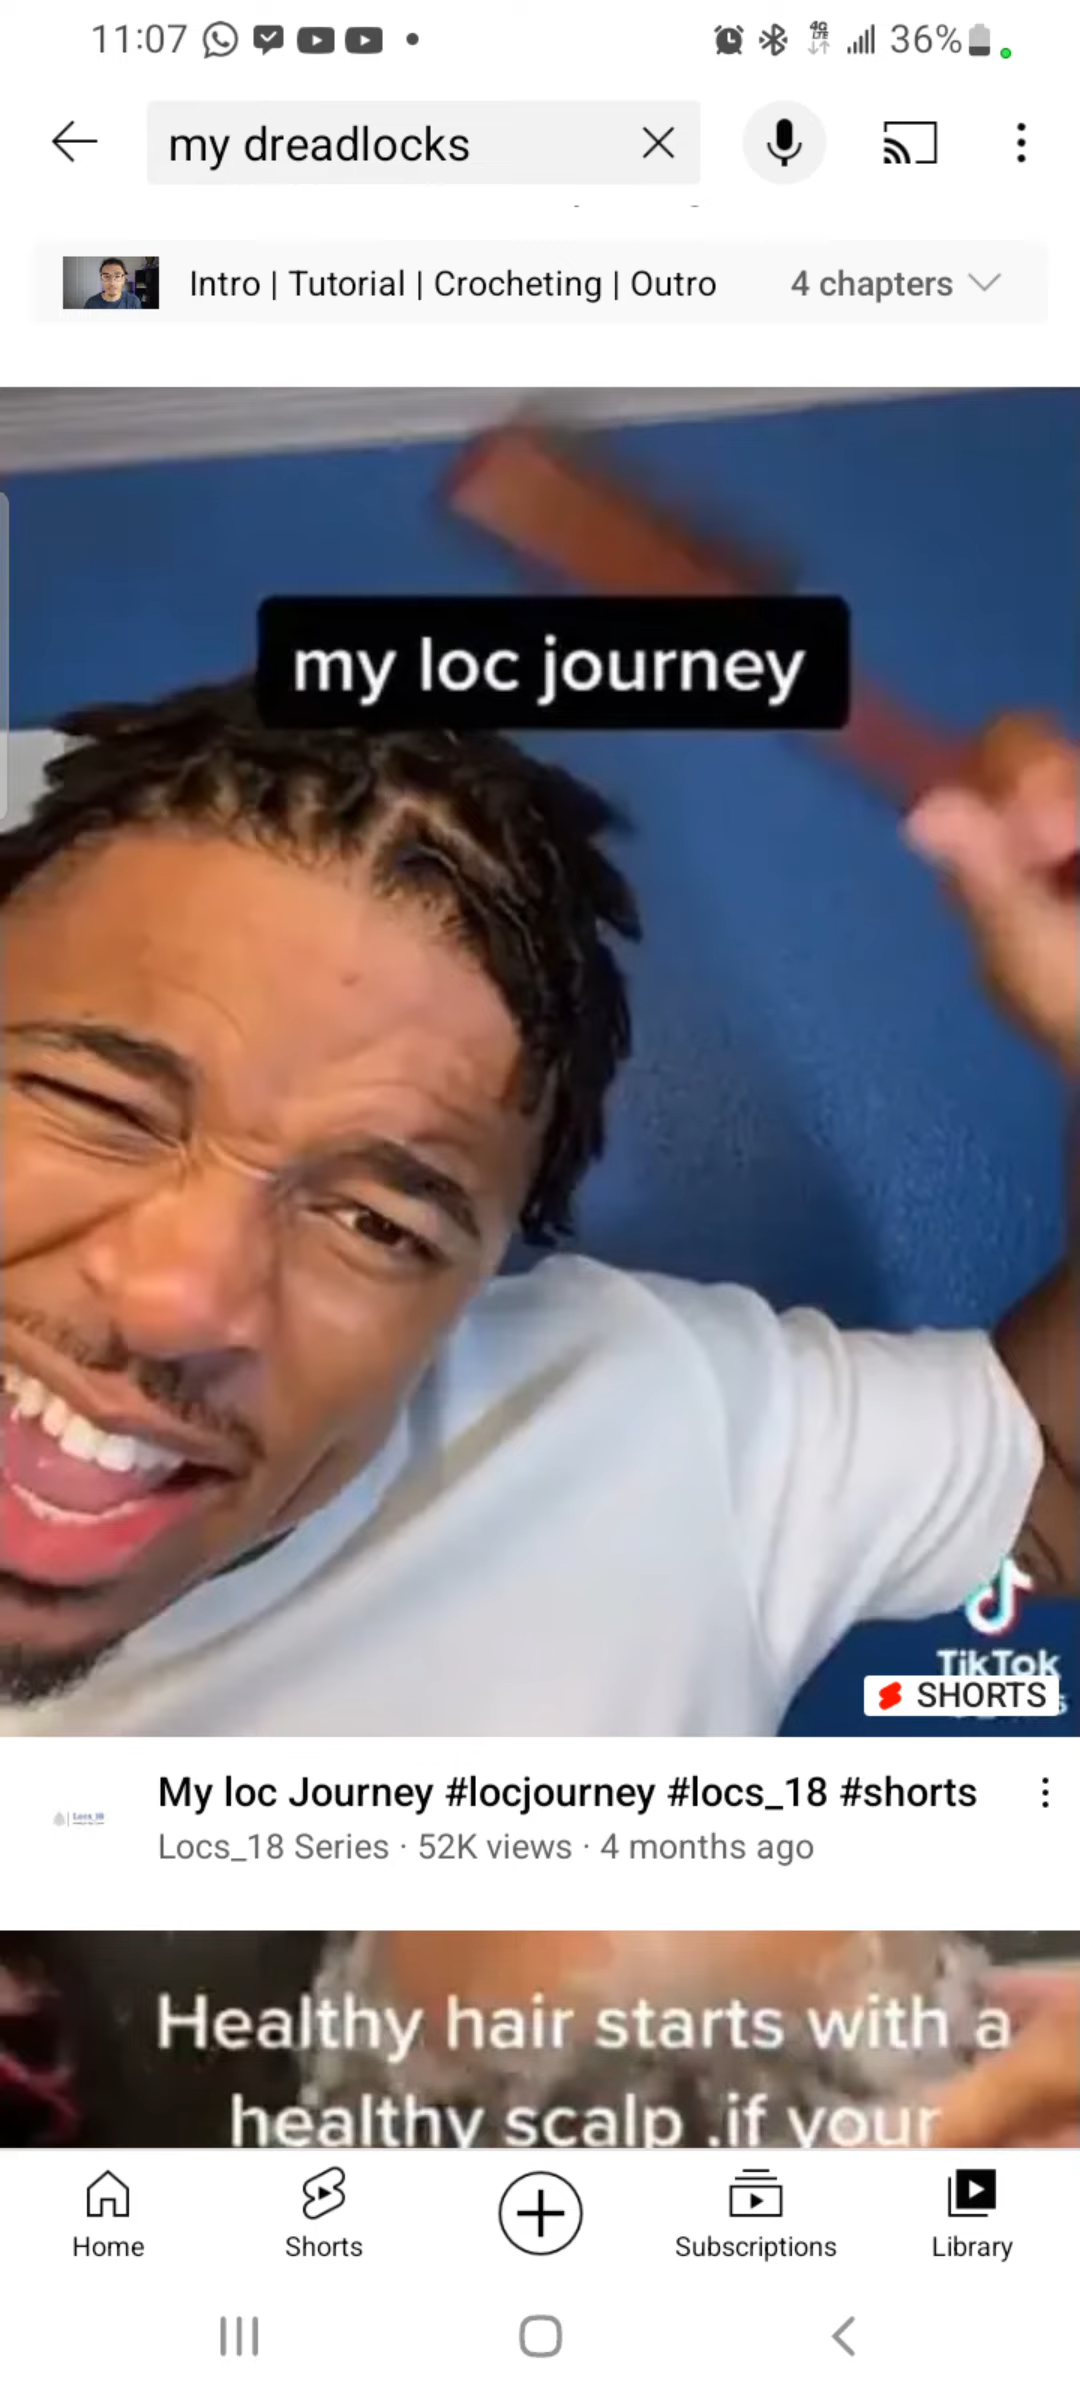 11:07
4G
LTE
36%
my dreadlocks
Intro | Tutorial | Crocheting | Outro
4 chapters
my loc journey
TikTok
SHORTS
My loc Journey #locjourney #locs_18 #shorts
Locs_18 Series · 52K views · 4 months ago
Healthy hair starts with a
healthy scalp .if your
Home
Shorts
Subscriptions
Library